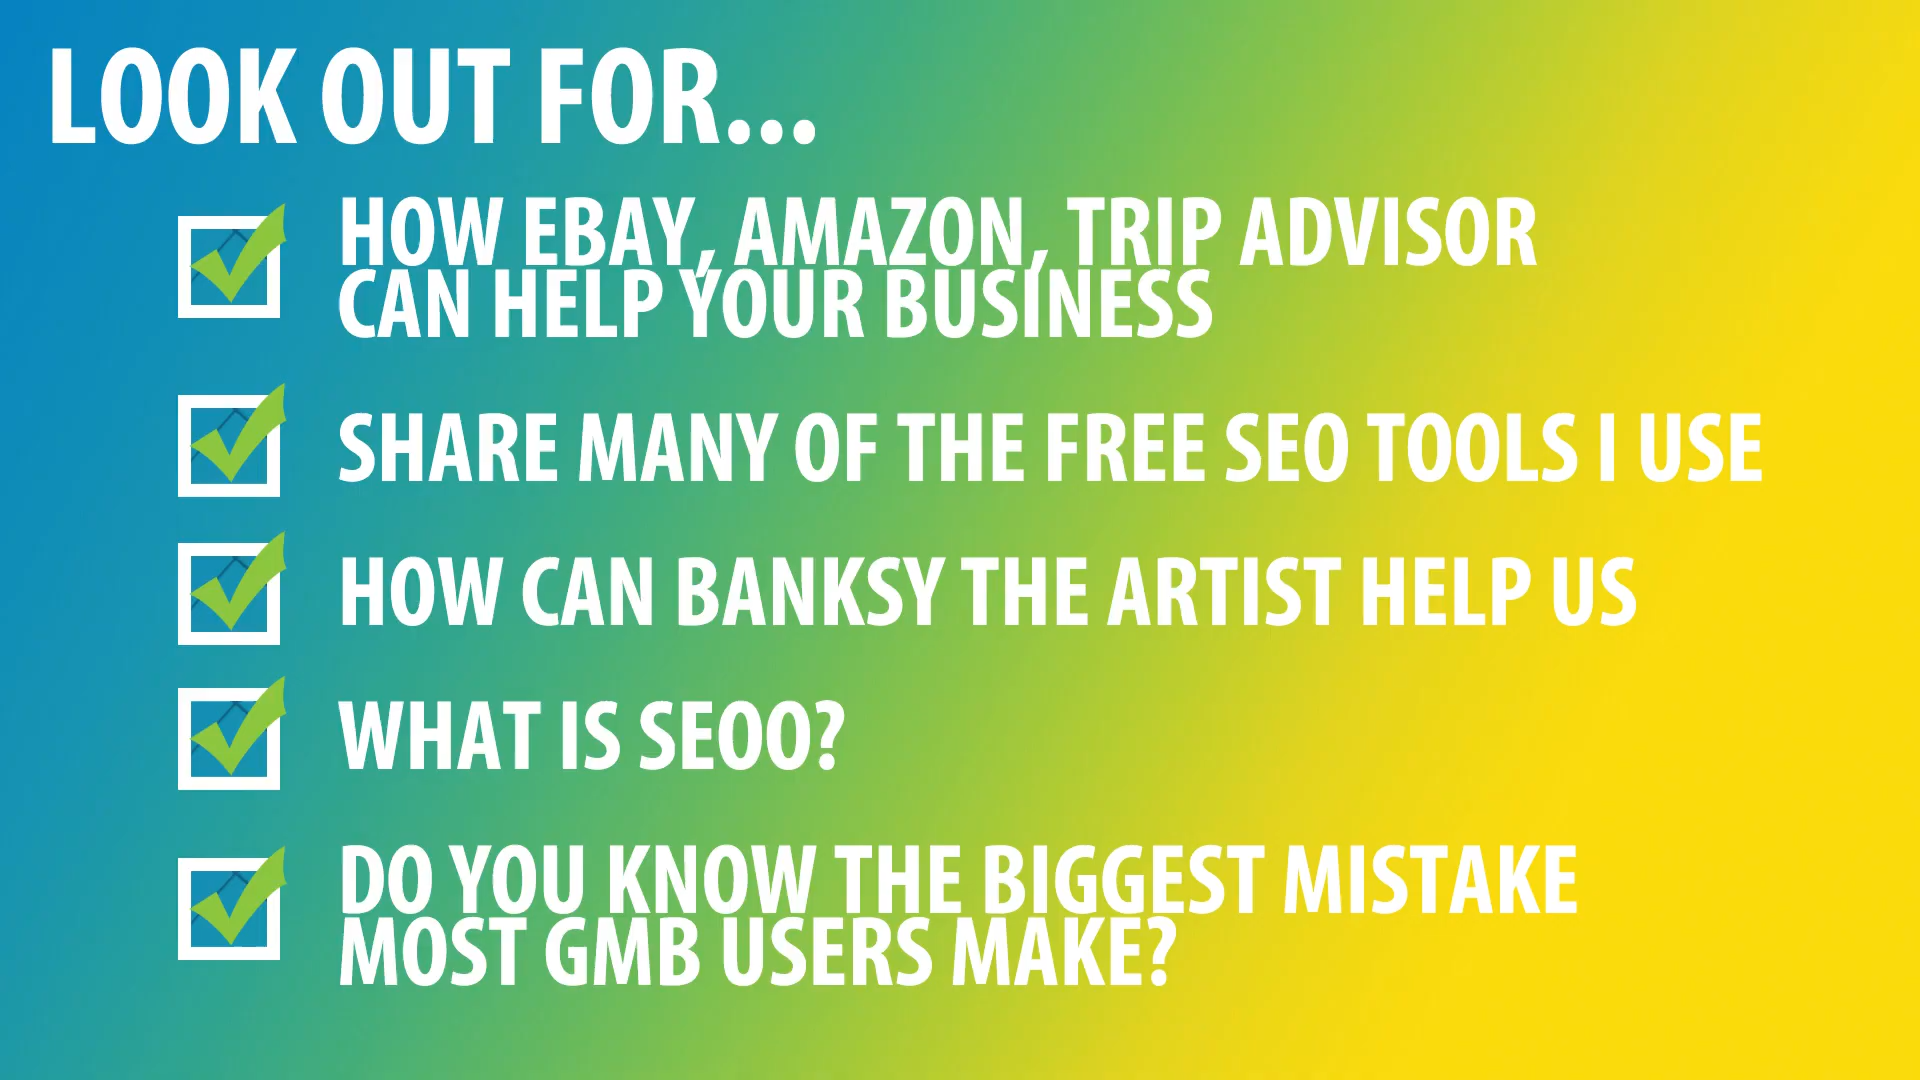 LOOK OUT FOR...
HOW EBAY, AMAZON, TRIP ADVISOR
CAN HELP YOUR BUSINESS
SHARE MANY OF THE FREE SEO TOOLS I USE
HOW CAN BANKSY THE ARTIST HELP US
WHAT IS SEOO?
DO YOU KNOW THE BIGGEST MISTAKE
MOST GMB USERS MAKE?